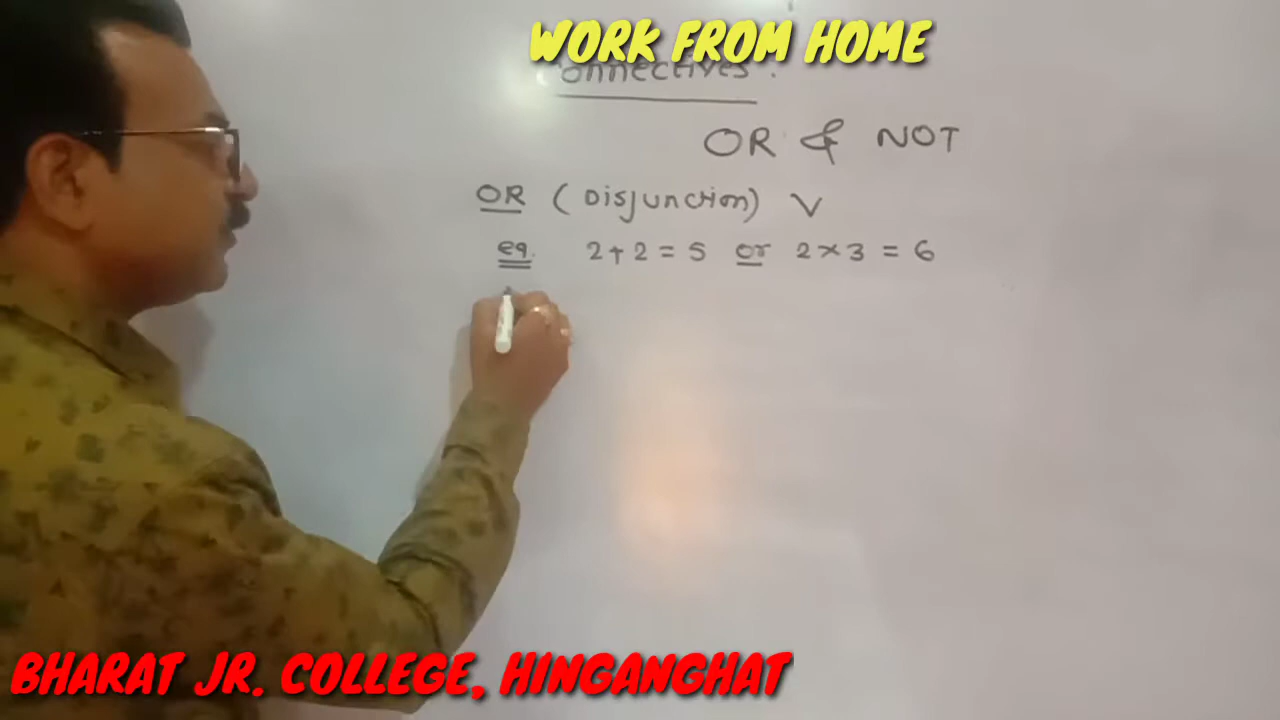 WORK FROM HOME
Connectives.
OR & NOT
OR (Disjunction) V
eg. 2+2=5 or 2×3=6
BHARAT JR. COLLEGE, HINGANGHAT